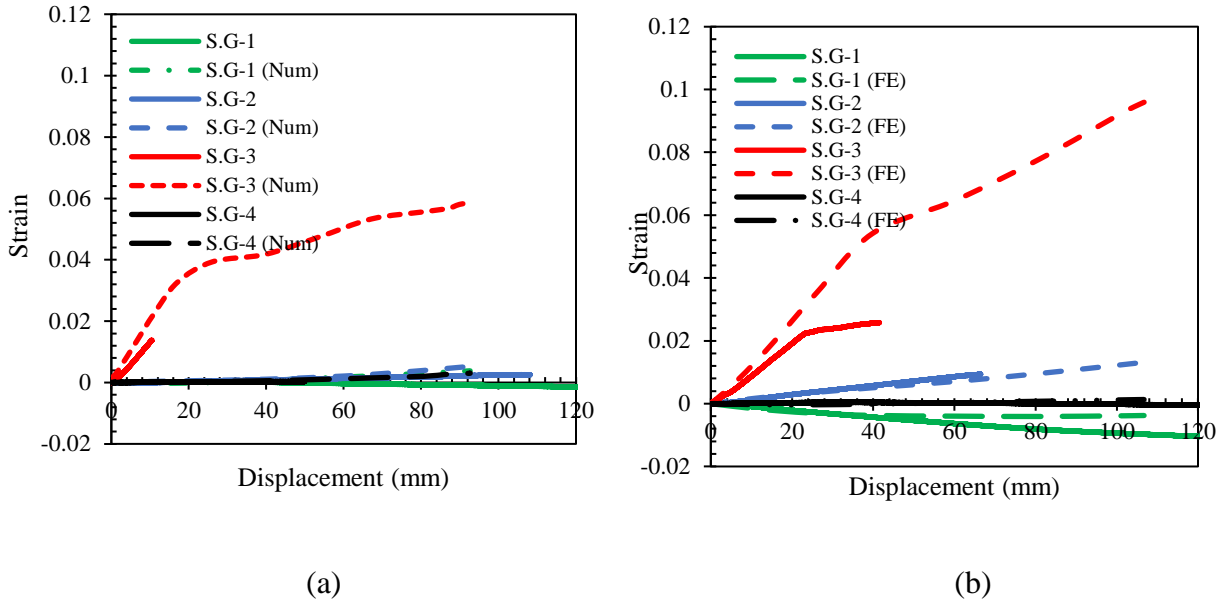 0.12
0.1
0.08
0.06
0.04
0.02
0
-0.02
Strain
S.G-1
S.G-1 (Num)
S.G-2
S.G-2 (Num)
S.G-3
S.G-3 (Num)
S.G-4
S.G-4 (Num)
0 20 40 60 80 100 120
Displacement (mm)
(a)
0.12
0.1
0.08
0.06
0.04
0.02
0
-0.02
Strain
S.G-1
S.G-1 (FE)
S.G-2
S.G-2 (FE)
S.G-3
S.G-3 (FE)
S.G-4
S.G-4 (FE)
0 20 40 60 80 100 120
Displacement (mm)
(b)